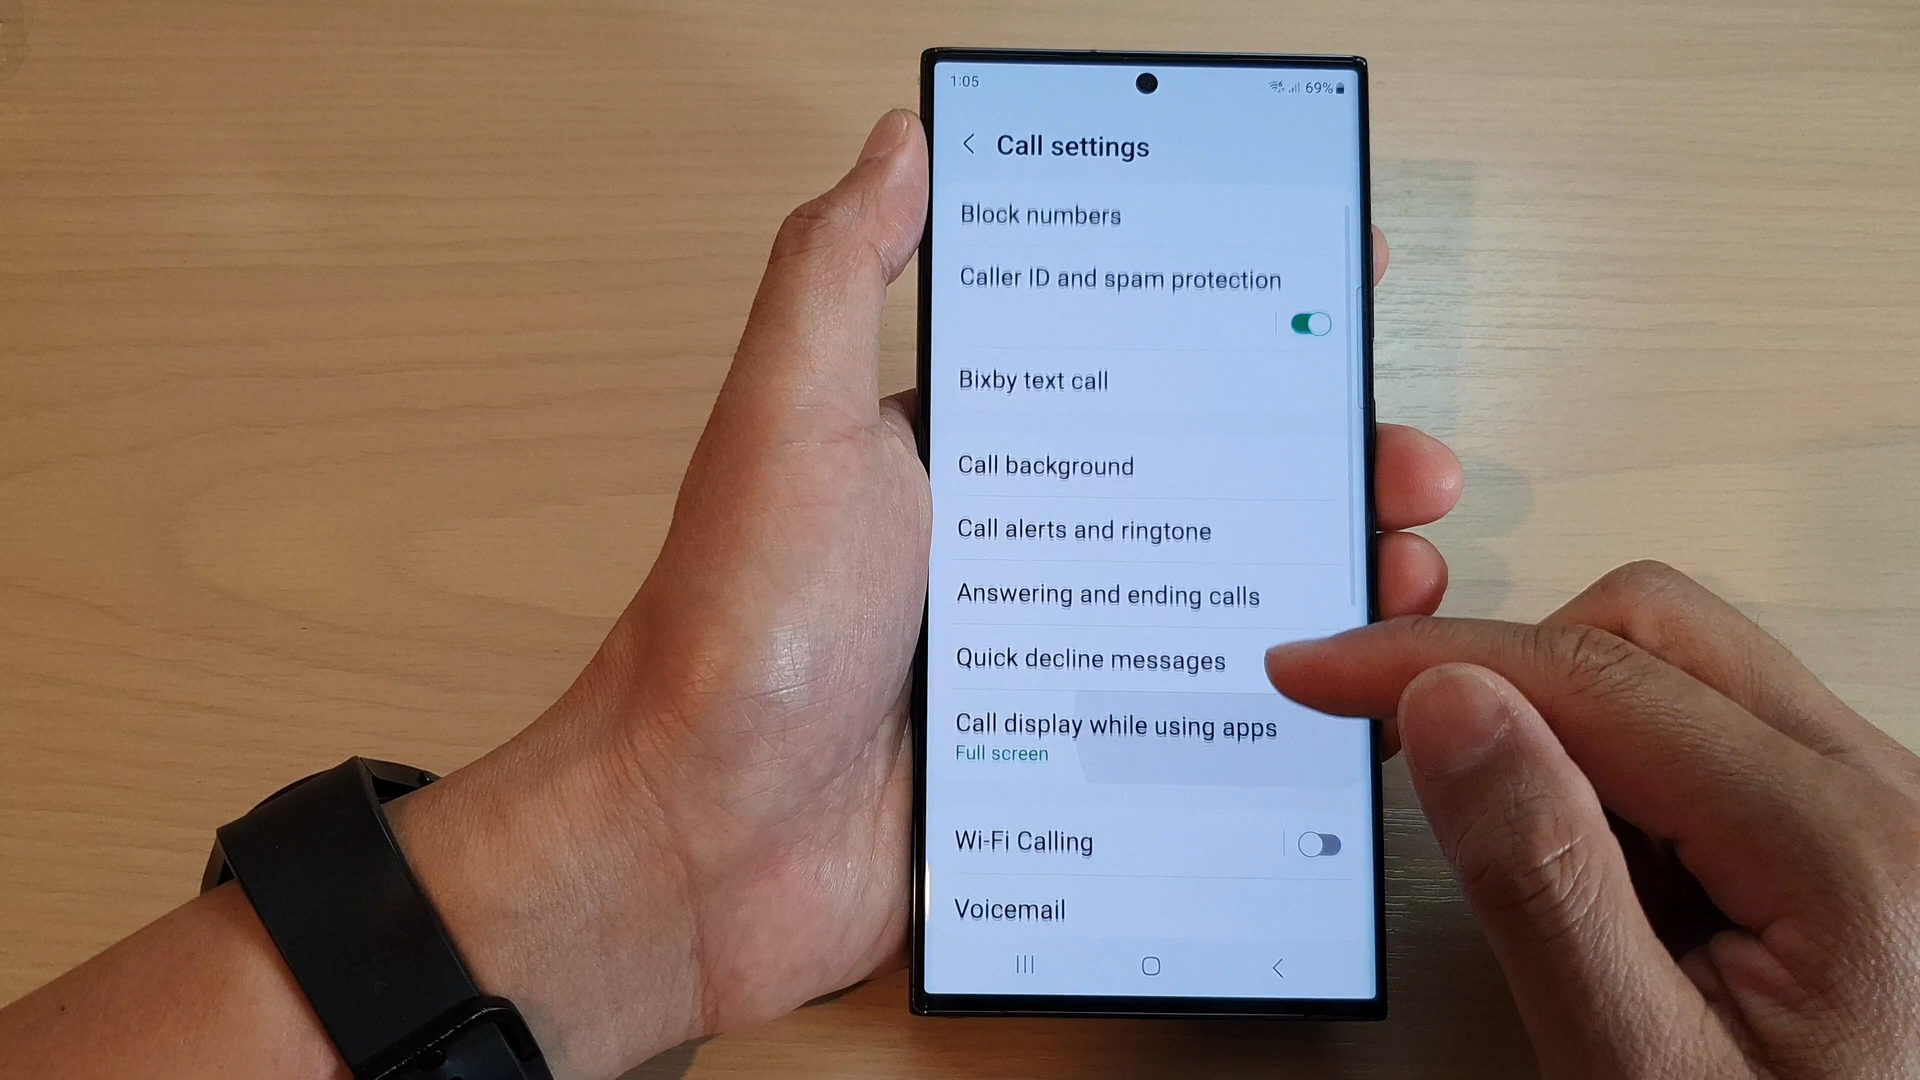 1:05
69%
Call settings
Block numbers
Caller ID and spam protection
Bixby text call
Call background
Call alerts and ringtone
Answering and ending calls
Quick decline messages
Call display while using apps
Full screen
Wi-Fi Calling
Voicemail